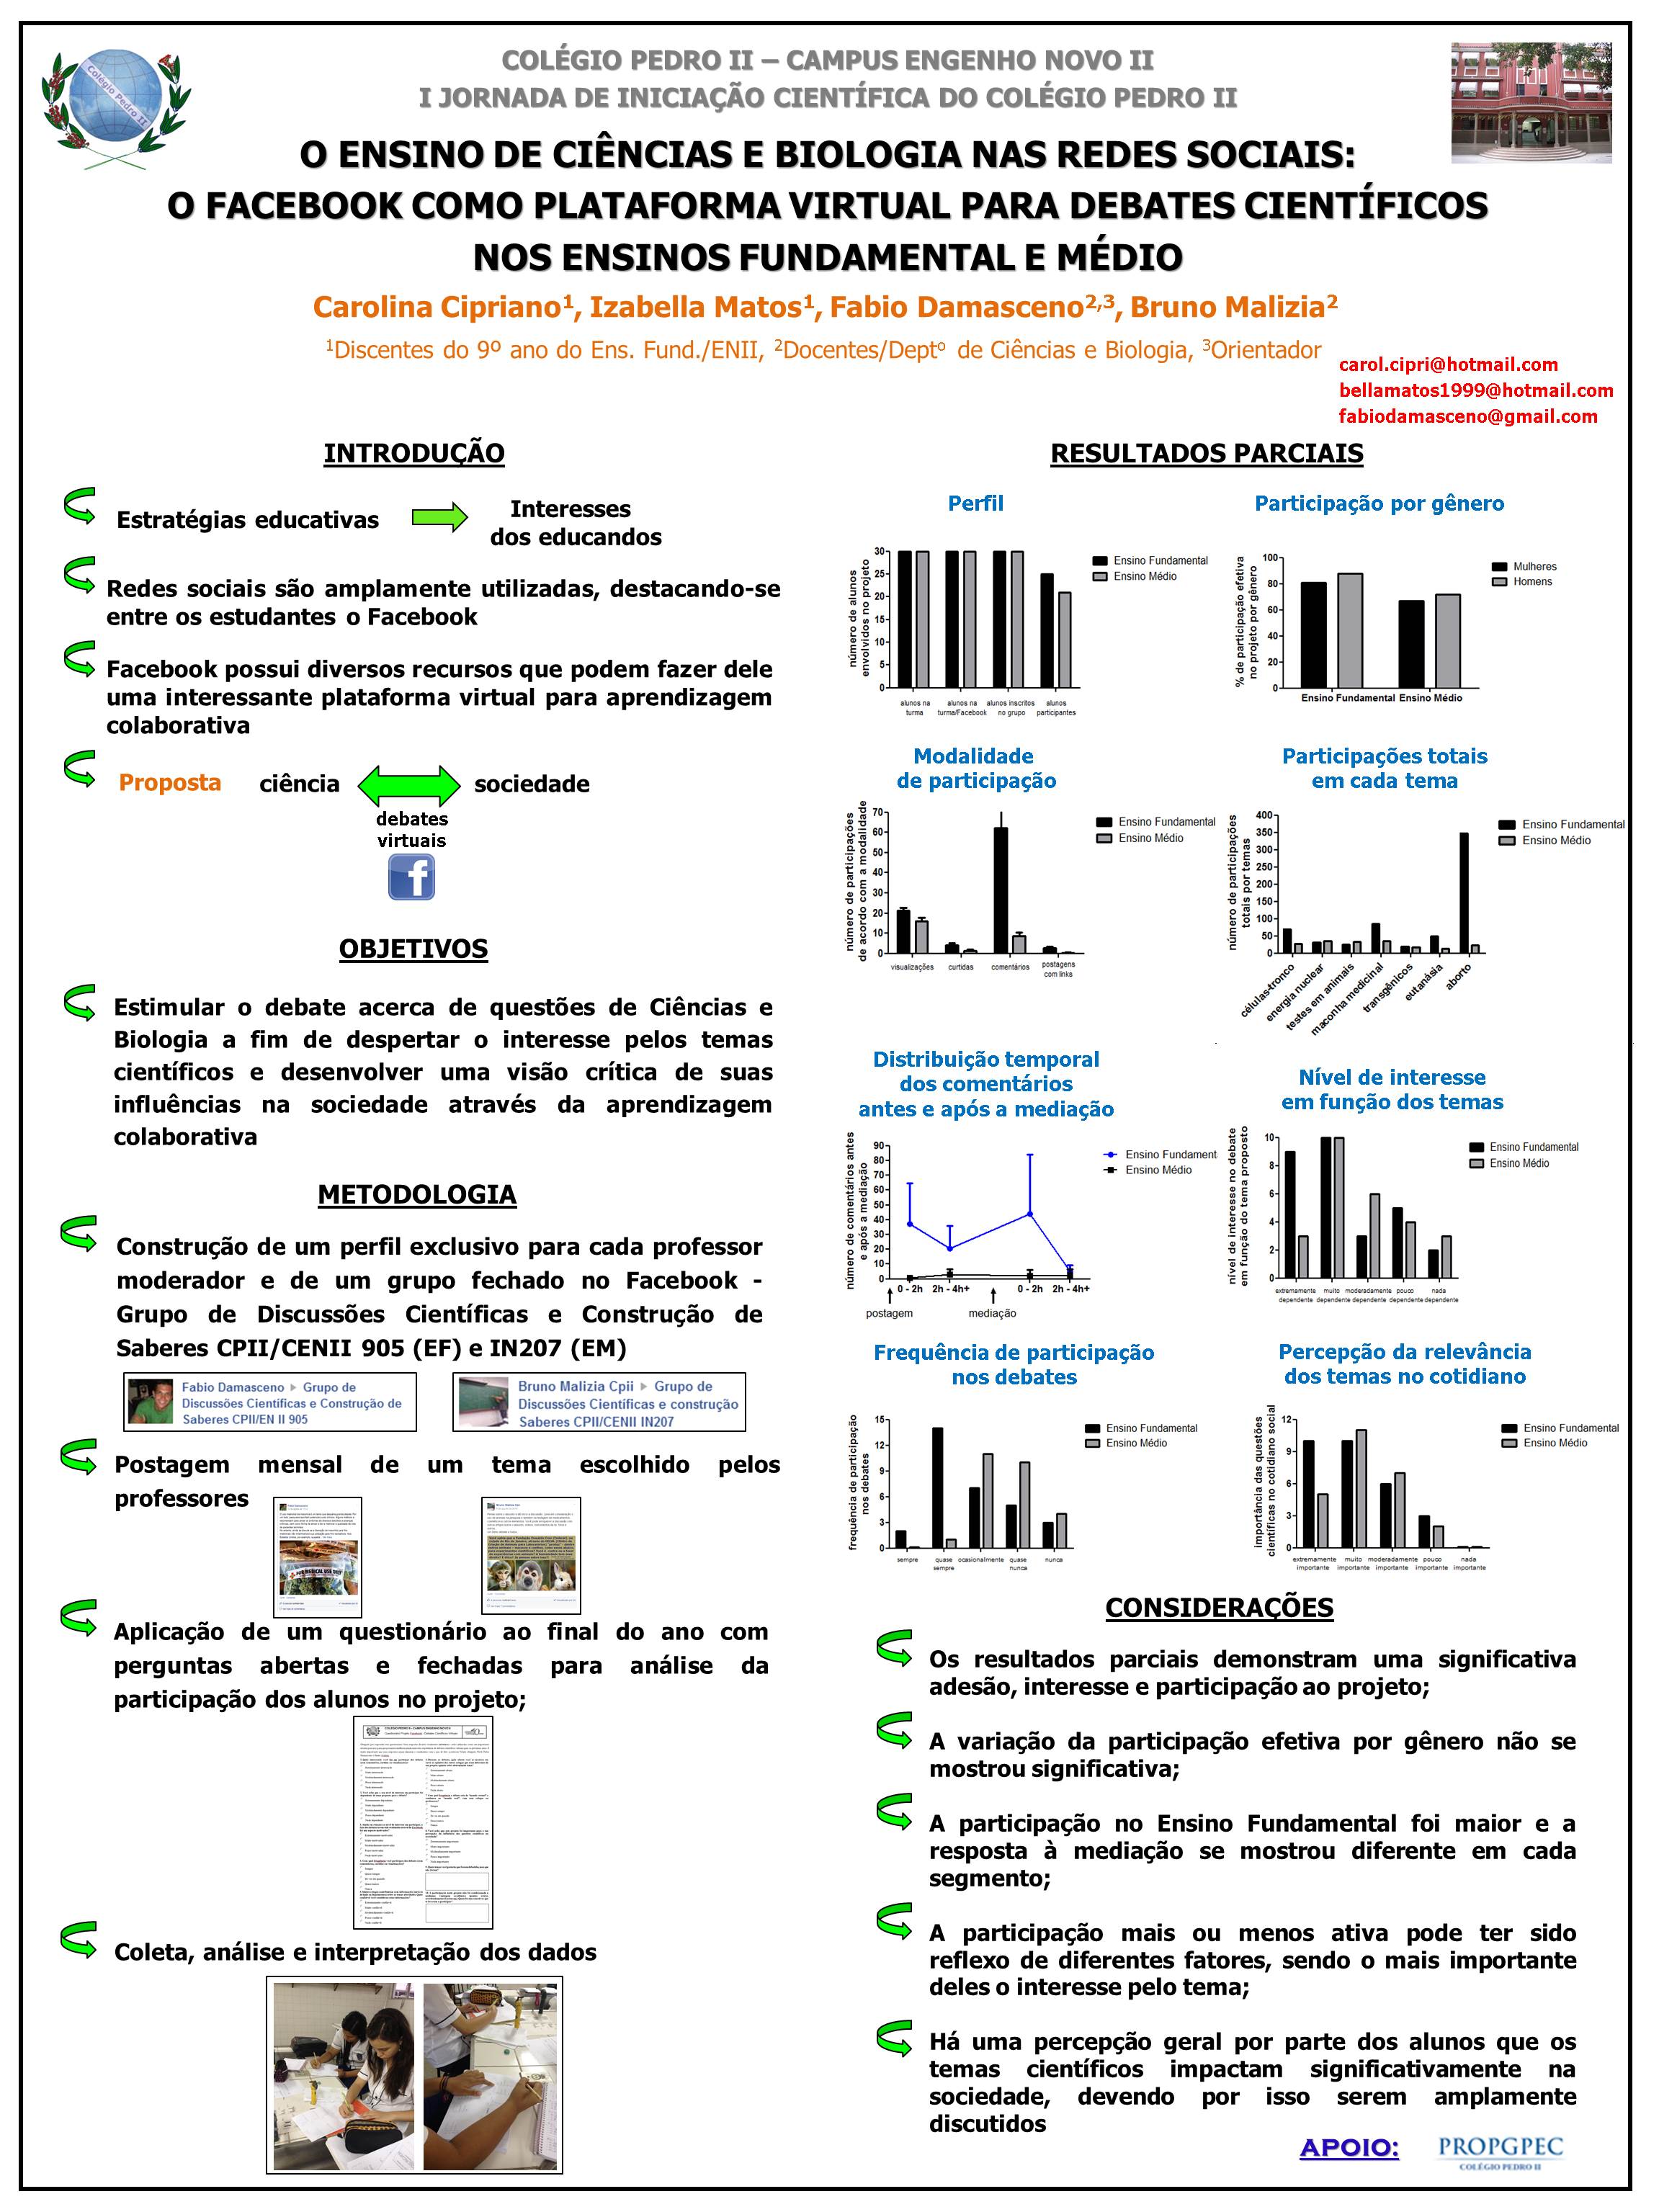 COLÉGIO PEDRO II – CAMPUS ENGENHO NOVO II
I JORNADA DE INICIAÇÃO CIENTÍFICA DO COLÉGIO PEDRO II
Colégio Pedro II
O ENSINO DE CIÊNCIAS E BIOLOGIA NAS REDES SOCIAIS:
O FACEBOOK COMO PLATAFORMA VIRTUAL PARA DEBATES CIENTÍFICOS
NOS ENSINOS FUNDAMENTAL E MÉDIO
Carolina Cipriano¹, Izabella Matos¹, Fabio Damasceno²,³, Bruno Malizia²
¹Discentes do 9º ano do Ens. Fund./ENII, ²Docentes/Deptº de Ciências e Biologia, ³Orientador
carol.cipri@hotmail.com
bellamatos1999@hotmail.com
fabiodamasceno@gmail.com
INTRODUÇÃO
Estratégias educativas
Interesses
dos educandos
Redes sociais são amplamente utilizadas, destacando-se
entre os estudantes o Facebook
Facebook possui diversos recursos que podem fazer dele
uma interessante plataforma virtual para aprendizagem
colaborativa
Proposta ciência sociedade
debates
virtuais
f
OBJETIVOS
Estimular o debate acerca de questões de Ciências e
Biologia a fim de despertar o interesse pelos temas
científicos e desenvolver uma visão crítica de suas
influências na sociedade através da aprendizagem
colaborativa
METODOLOGIA
Construção de um perfil exclusivo para cada professor
moderador e de um grupo fechado no Facebook -
Grupo de Discussões Científicas e Construção de
Saberes CPII/CENII 905 (EF) e IN207 (EM)
Fabio Damasceno ▶ Grupo de
Discussões Científicas e Construção de
Saberes CPII/EN II 905
Bruno Malizia Cpii ▶ Grupo de
Discussões Científicas e construção
Saberes CPII/CENII IN207
Postagem mensal de um tema escolhido pelos
professores
FOR MEDICAL USE ONLY
Aplicação de um questionário ao final do ano com
perguntas abertas e fechadas para análise da
participação dos alunos no projeto;
Coleta, análise e interpretação dos dados
RESULTADOS PARCIAIS
Perfil
número de alunos
envolvidos no projeto
30
25
20
15
10
5
0
alunos na
turma
alunos na
turma/Facebook
alunos inscritos
no grupo
alunos
participantes
Ensino Fundamental
Ensino Médio
Participação por gênero
% de participação efetiva
no projeto por gênero
100
80
60
40
20
0
Ensino Fundamental Ensino Médio
Mulheres
Homens
Modalidade
de participação
número de participações
de acordo com a modalidade
70
60
50
40
30
20
10
0
visualizações
curtidas
comentários
postagens
com links
Ensino Fundamental
Ensino Médio
Participações totais
em cada tema
número de participações
totais por temas
400
350
300
250
200
150
100
50
0
células-tronco
energia nuclear
testes em animais
maconha medicinal
transgênicos
eutanásia
aborto
Ensino Fundamental
Ensino Médio
Distribuição temporal
dos comentários
antes e após a mediação
número de comentários antes
e após a mediação
90
80
70
60
50
40
30
20
10
0
0 - 2h 2h - 4h+ 0 - 2h 2h - 4h+
postagem mediação
Ensino Fundament
Ensino Médio
Nível de interesse
em função dos temas
nível de interesse no debate
em função do tema proposto
10
8
6
4
2
0
extremamente
dependente
muito
dependente
moderadamente
dependente
pouco
dependente
nada
dependente
Ensino Fundamental
Ensino Médio
Frequência de participação
nos debates
frequência de participação
nos debates
15
12
9
6
3
0
sempre
quase
sempre
ocasionalmente
quase
nunca
nunca
Ensino Fundamental
Ensino Médio
Percepção da relevância
dos temas no cotidiano
importância das questões
científicas no cotidiano social
12
9
6
3
0
extremamente
importante
muito
importante
moderadamente
importante
pouco
importante
nada
importante
Ensino Fundamental
Ensino Médio
CONSIDERAÇÕES
Os resultados parciais demonstram uma significativa
adesão, interesse e participação ao projeto;
A variação da participação efetiva por gênero não se
mostrou significativa;
A participação no Ensino Fundamental foi maior e a
resposta à mediação se mostrou diferente em cada
segmento;
A participação mais ou menos ativa pode ter sido
reflexo de diferentes fatores, sendo o mais importante
deles o interesse pelo tema;
Há uma percepção geral por parte dos alunos que os
temas científicos impactam significativamente na
sociedade, devendo por isso serem amplamente
discutidos
APOIO:
PROPGPEC
COLÉGIO PEDRO II